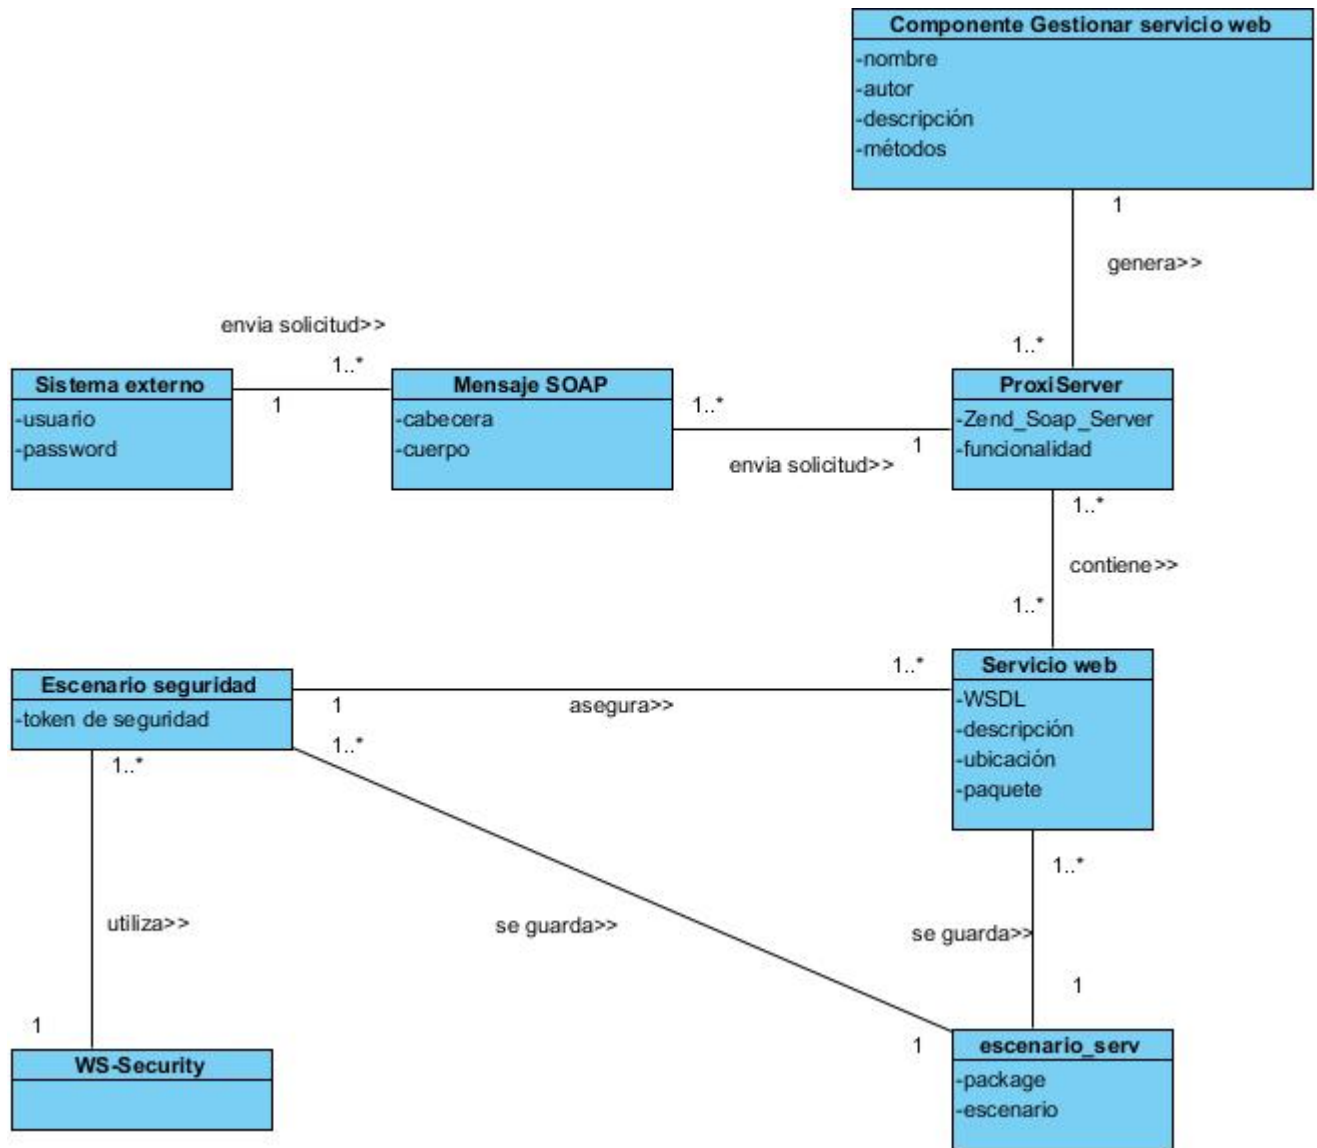 Componente Gestionar servicio web
-nombre
-autor
-descripción
-métodos
1
genera>>
1..*
envia solicitud>>
1..*
1
Sistema externo
-usuario
-password
Mensaje SOAP
-cabecera
-cuerpo
1..*
1
envia solicitud>>
ProxiServer
-Zend_Soap_Server
-funcionalidad
1..*
contiene>>
1..*
Escenario seguridad
-token de seguridad
1
asegura>>
1..*
Servicio web
-WSDL
-descripción
-ubicación
-paquete
1..*
1..*
1..*
utiliza>>
se guarda>>
se guarda>>
1
1
1
WS-Security
escenario_serv
-package
-escenario